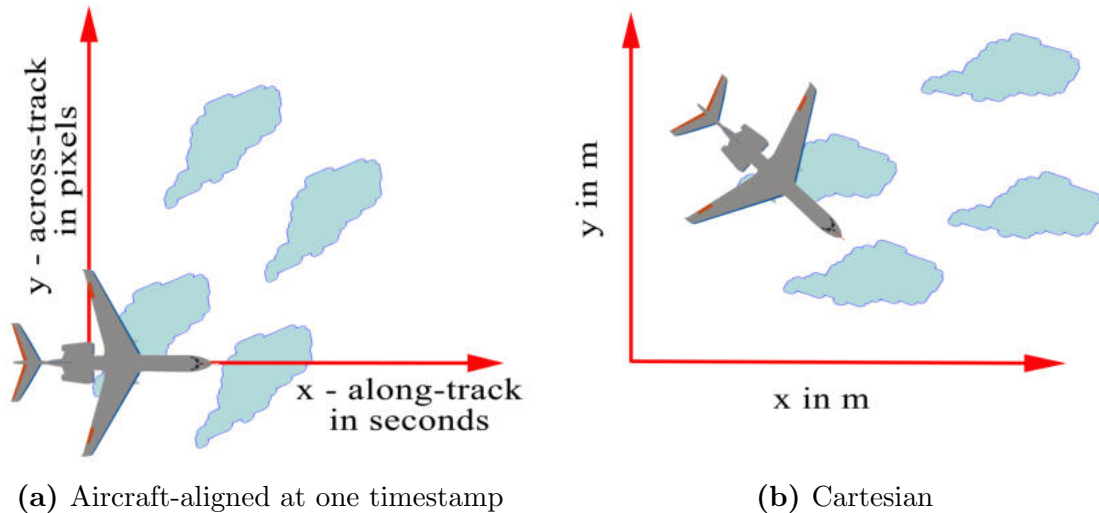 y - across-track
in pixels
x - along-track
in seconds
(a) Aircraft-aligned at one timestamp
y in m
x in m
(b) Cartesian